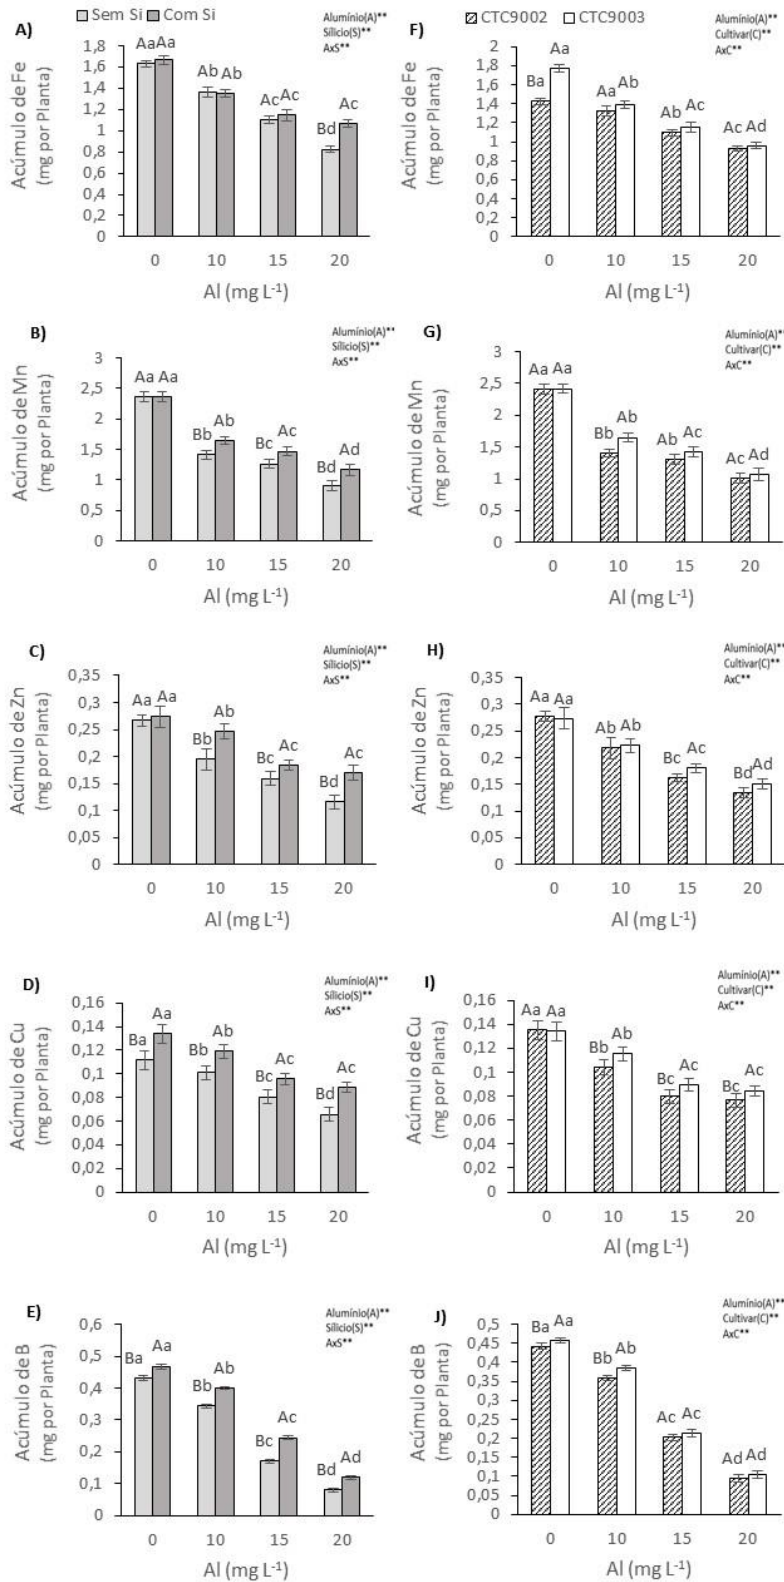 A)
Sem Si
Com Si
Alumínio(A)**
Sílicio(S)**
AxS**
Acúmulo de Fe
(mg por Planta)
1,8
1,6
1,4
1,2
1
0,8
0,6
0,4
0,2
0
Aa Aa
Ab Ab
Ac Ac
Bd Ac
0 10 15 20
Al (mg L⁻¹)
F)
CTC9002
CTC9003
Alumínio(A)**
Cultivar(C)**
AxC**
Acúmulo de Fe
(mg por Planta)
2
1,8
1,6
1,4
1,2
1
0,8
0,6
0,4
0,2
0
Ba Aa
Aa Ab
Ab Ac
Ac Ad
0 10 15 20
Al (mg L⁻¹)
B)
Alumínio(A)**
Sílicio(S)**
AxS**
Acúmulo de Mn
(mg por Planta)
3
2,5
2
1,5
1
0,5
0
Aa Aa
Bb Ab
Bc Ac
Bd Ad
0 10 15 20
Al (mg L⁻¹)
G)
Alumínio(A)**
Cultivar(C)**
AxC**
Acúmulo de Mn
(mg por Planta)
3
2,5
2
1,5
1
0,5
0
Aa Aa
Bb Ab
Ab Ac
Ac Ad
0 10 15 20
Al (mg L⁻¹)
C)
Alumínio(A)**
Sílicio(S)**
AxS**
Acúmulo de Zn
(mg por Planta)
0,35
0,3
0,25
0,2
0,15
0,1
0,05
0
Aa Aa
Bb Ab
Bc Ac
Bd Ac
0 10 15 20
Al (mg L⁻¹)
H)
Alumínio(A)**
Cultivar(C)**
AxC**
Acúmulo de Zn
(mg por Planta)
0,35
0,3
0,25
0,2
0,15
0,1
0,05
0
Aa Aa
Ab Ab
Bc Ac
Bd Ad
0 10 15 20
Al (mg L⁻¹)
D)
Alumínio(A)**
Sílicio(S)**
AxS**
Acúmulo de Cu
(mg por Planta)
0,16
0,14
0,12
0,1
0,08
0,06
0,04
0,02
0
Ba Aa
Bb Ab
Bc Ac
Bd Ac
0 10 15 20
Al (mg L⁻¹)
I)
Alumínio(A)**
Cultivar(C)**
AxC**
Acúmulo de Cu
(mg por Planta)
0,16
0,14
0,12
0,1
0,08
0,06
0,04
0,02
0
Aa Aa
Bb Ab
Bc Ac
Bc Ac
0 10 15 20
Al (mg L⁻¹)
E)
Alumínio(A)**
Sílicio(S)**
AxS**
Acúmulo de B
(mg por Planta)
0,6
0,5
0,4
0,3
0,2
0,1
0
Ba Aa
Bb Ab
Bc Ac
Bd Ad
0 10 15 20
Al (mg L⁻¹)
J)
Alumínio(A)**
Cultivar(C)**
AxC**
Acúmulo de B
(mg por Planta)
0,5
0,45
0,4
0,35
0,3
0,25
0,2
0,15
0,1
0,05
0
Ba Aa
Bb Ab
Ac Ac
Ad Ad
0 10 15 20
Al (mg L⁻¹)